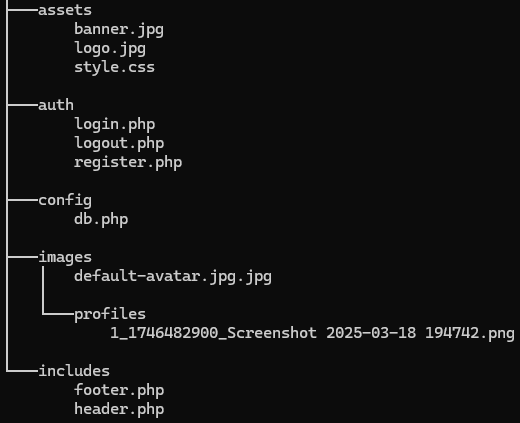 assets
banner.jpg
logo.jpg
style.css
auth
login.php
logout.php
register.php
config
db.php
images
default-avatar.jpg.jpg
profiles
1_1746482900_Screenshot 2025-03-18 194742.png
includes
footer.php
header.php